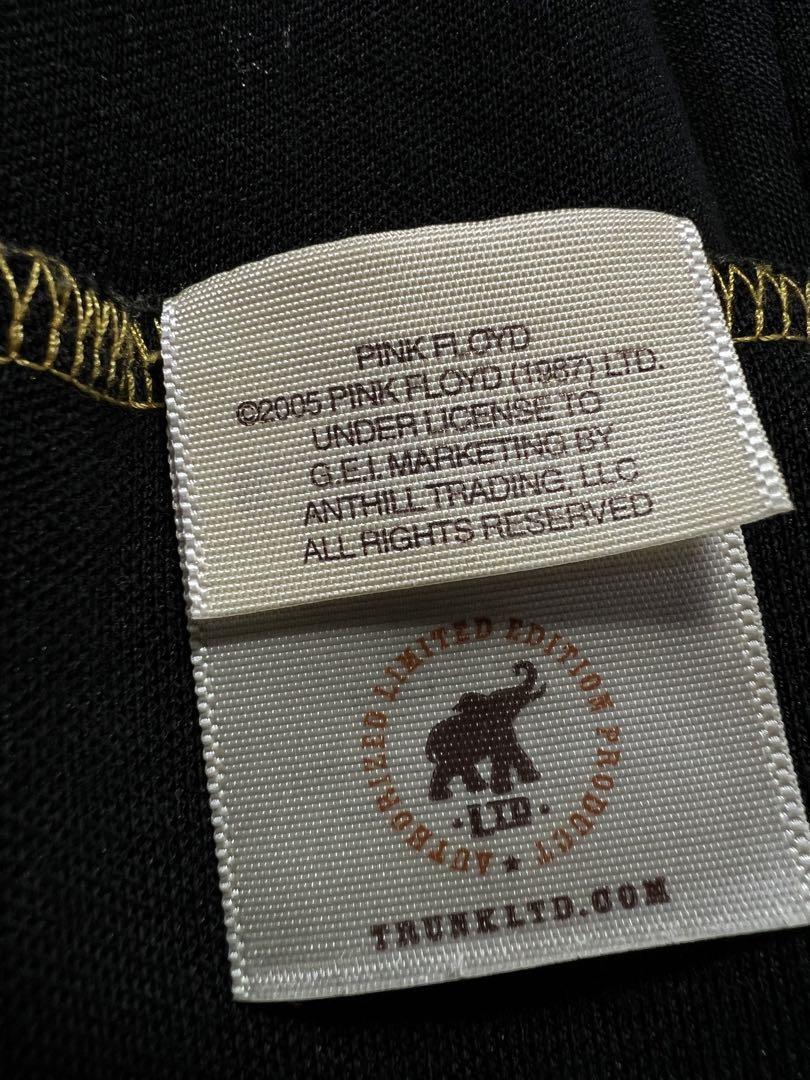 PINK FLOYD
©2005 PINK FLOYD (1987) LTD.
UNDER LICENSE TO
G.E.I. MARKETING BY
ANTHILL TRADING, LLC
ALL RIGHTS RESERVED
AUTHORIZED LIMITED EDITION PRODUCT ★
·LTD·
TRUNKLTD.COM